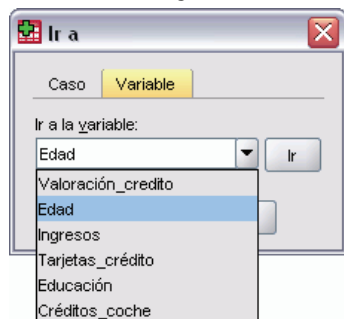 Ir a
Caso Variable
Ir a la variable:
Edad Ir
Valoración_credito
Edad
Ingresos
Tarjetas_crédito
Educación
Créditos_coche